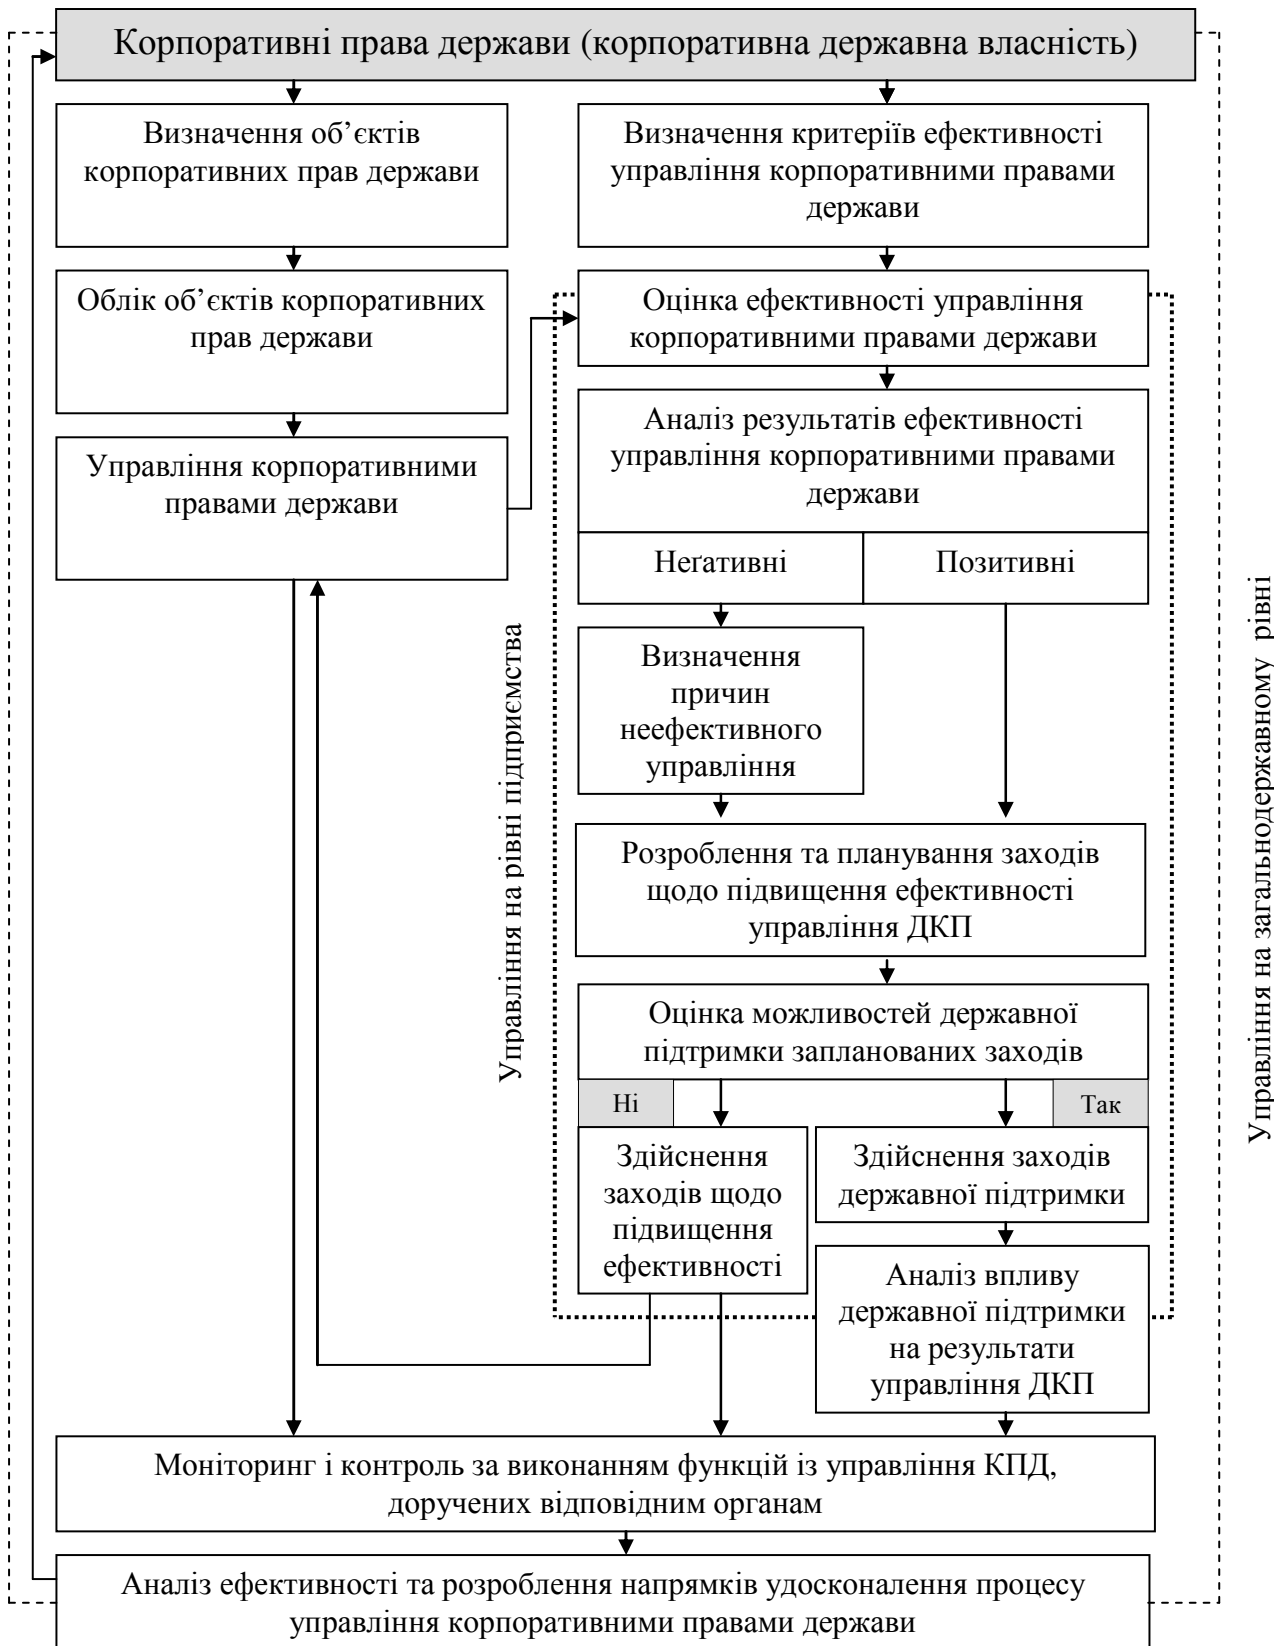 Корпоративні права держави (корпоративна державна власність)
Визначення об’єктів
корпоративних прав держави
Визначення критеріїв ефективності
управління корпоративними правами
держави
Облік об’єктів корпоративних
прав держави
Оцінка ефективності управління
корпоративними правами держави
Управління корпоративними
правами держави
Аналіз результатів ефективності
управління корпоративними правами
держави
Неґативні
Позитивні
Визначення
причин
неефективного
управління
Розроблення та планування заходів
щодо підвищення ефективності
управління ДКП
Оцінка можливостей державної
підтримки запланованих заходів
Ні
Так
Здійснення
заходів щодо
підвищення
ефективності
Здійснення заходів
державної підтримки
Аналіз впливу
державної підтримки
на результати
управління ДКП
Моніторинг і контроль за виконанням функцій із управління КПД,
доручених відповідним органам
Аналіз ефективності та розроблення напрямків удосконалення процесу
управління корпоративними правами держави
Управління на рівні підприємства
Управління на загальнодержавному рівні